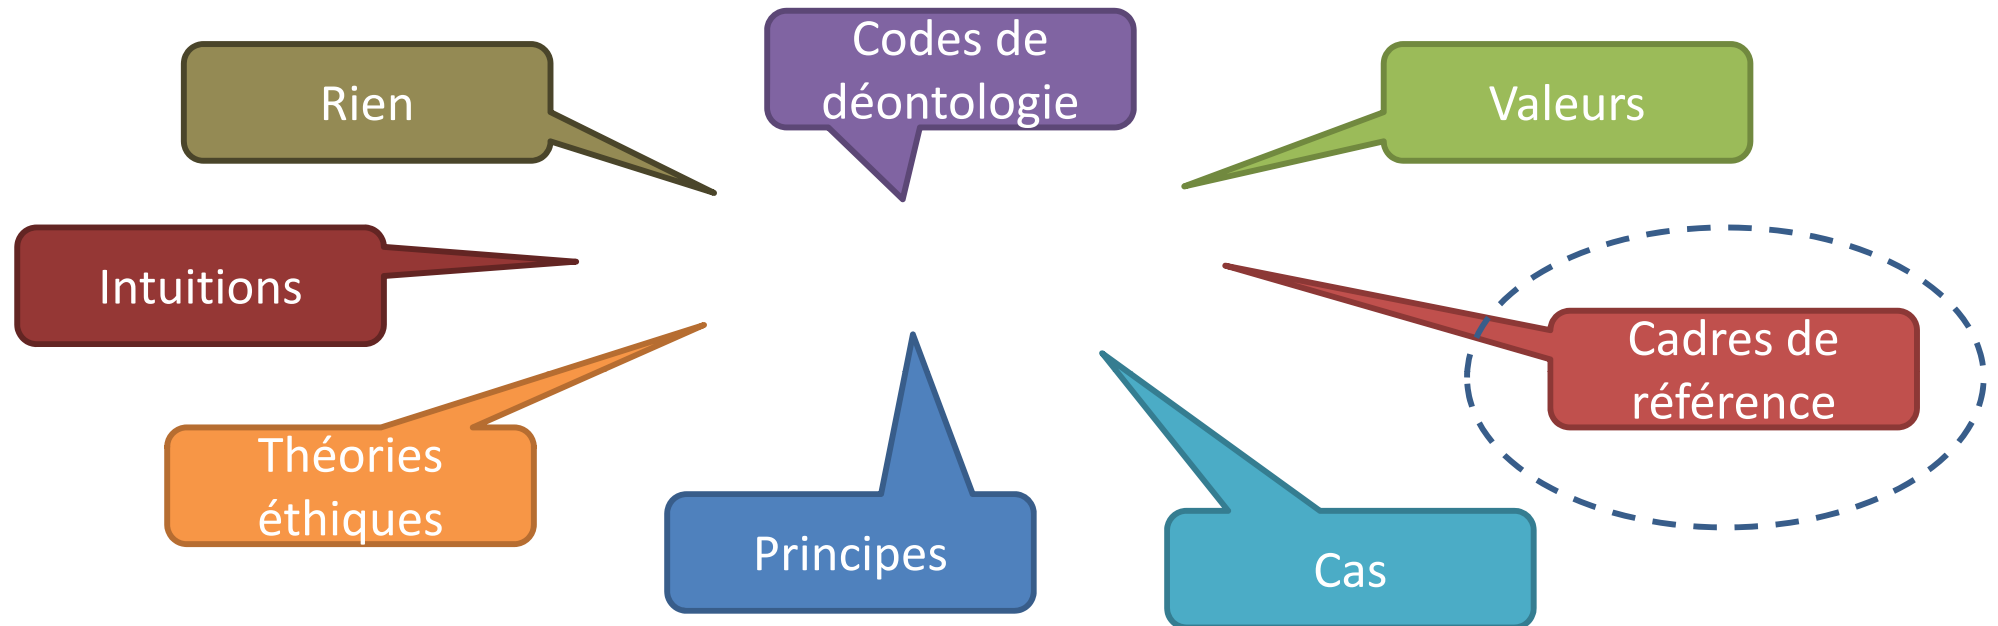 Codes de
déontologie
Rien
Valeurs
Intuitions
Cadres de
référence
Théories
éthiques
Principes
Cas